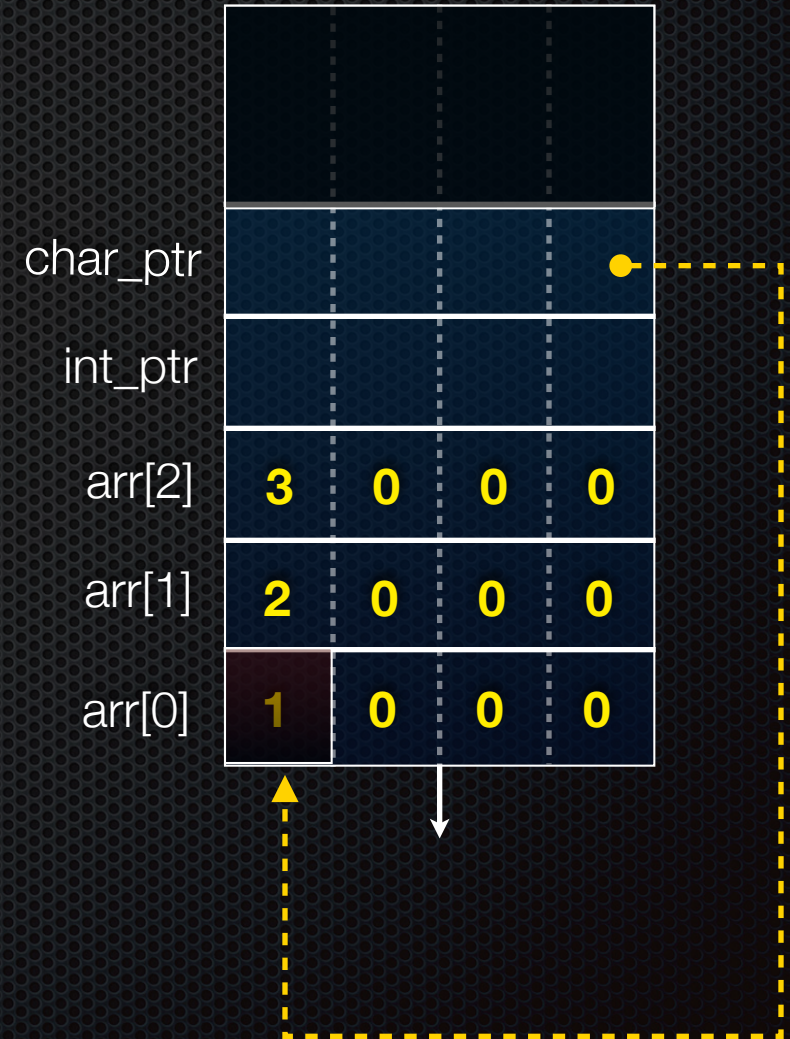 char_ptr
int_ptr
arr[2] 3 0 0 0
arr[1] 2 0 0 0
arr[0] 1 0 0 0